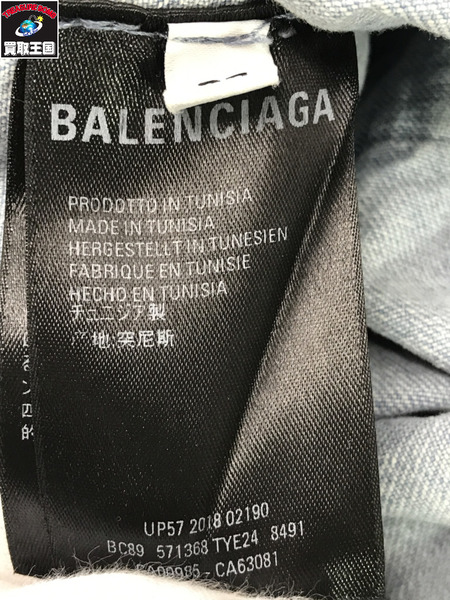 買取王国
BALENCIAGA
PRODOTTO IN TUNISIA
MADE IN TUNISIA
HERGESTELLT IN TUNESIEN
FABRIQUE EN TUNISIE
HECHO EN TUNISIA
チュニジア製
地:突尼斯
UP57 2018 02190
BC89 571368 TYE24 8491
CA63081